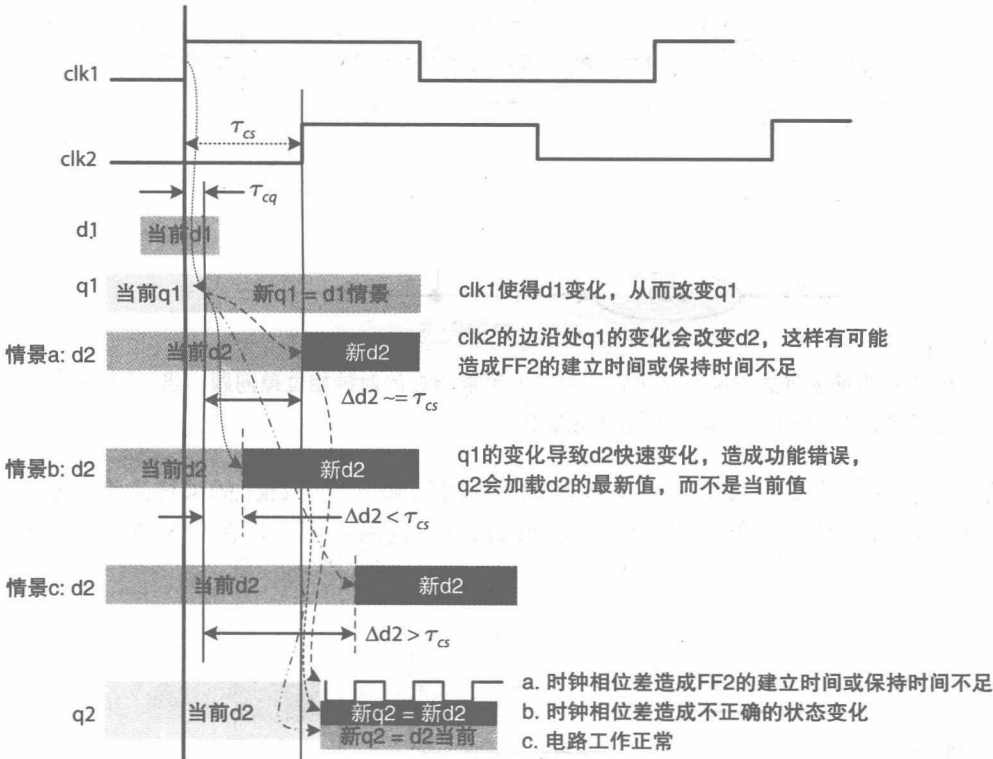 clk1
τcs
clk2
τcq
d1
当前d1
q1
当前q1
新q1 = d1情景
clk1使得d1变化，从而改变q1
clk2的边沿处q1的变化会改变d2，这样有可能
造成FF2的建立时间或保持时间不足
情景a: d2
当前d2
新d2
Δd2 ~= τcs
情景b: d2
当前d2
新d2
q1的变化导致d2快速变化，造成功能错误，
q2会加载d2的最新值，而不是当前值
Δd2 < τcs
情景c: d2
当前d2
新d2
Δd2 > τcs
q2
当前d2
新q2 = 新d2
新q2 = d2当前
a. 时钟相位差造成FF2的建立时间或保持时间不足
b. 时钟相位差造成不正确的状态变化
c. 电路工作正常